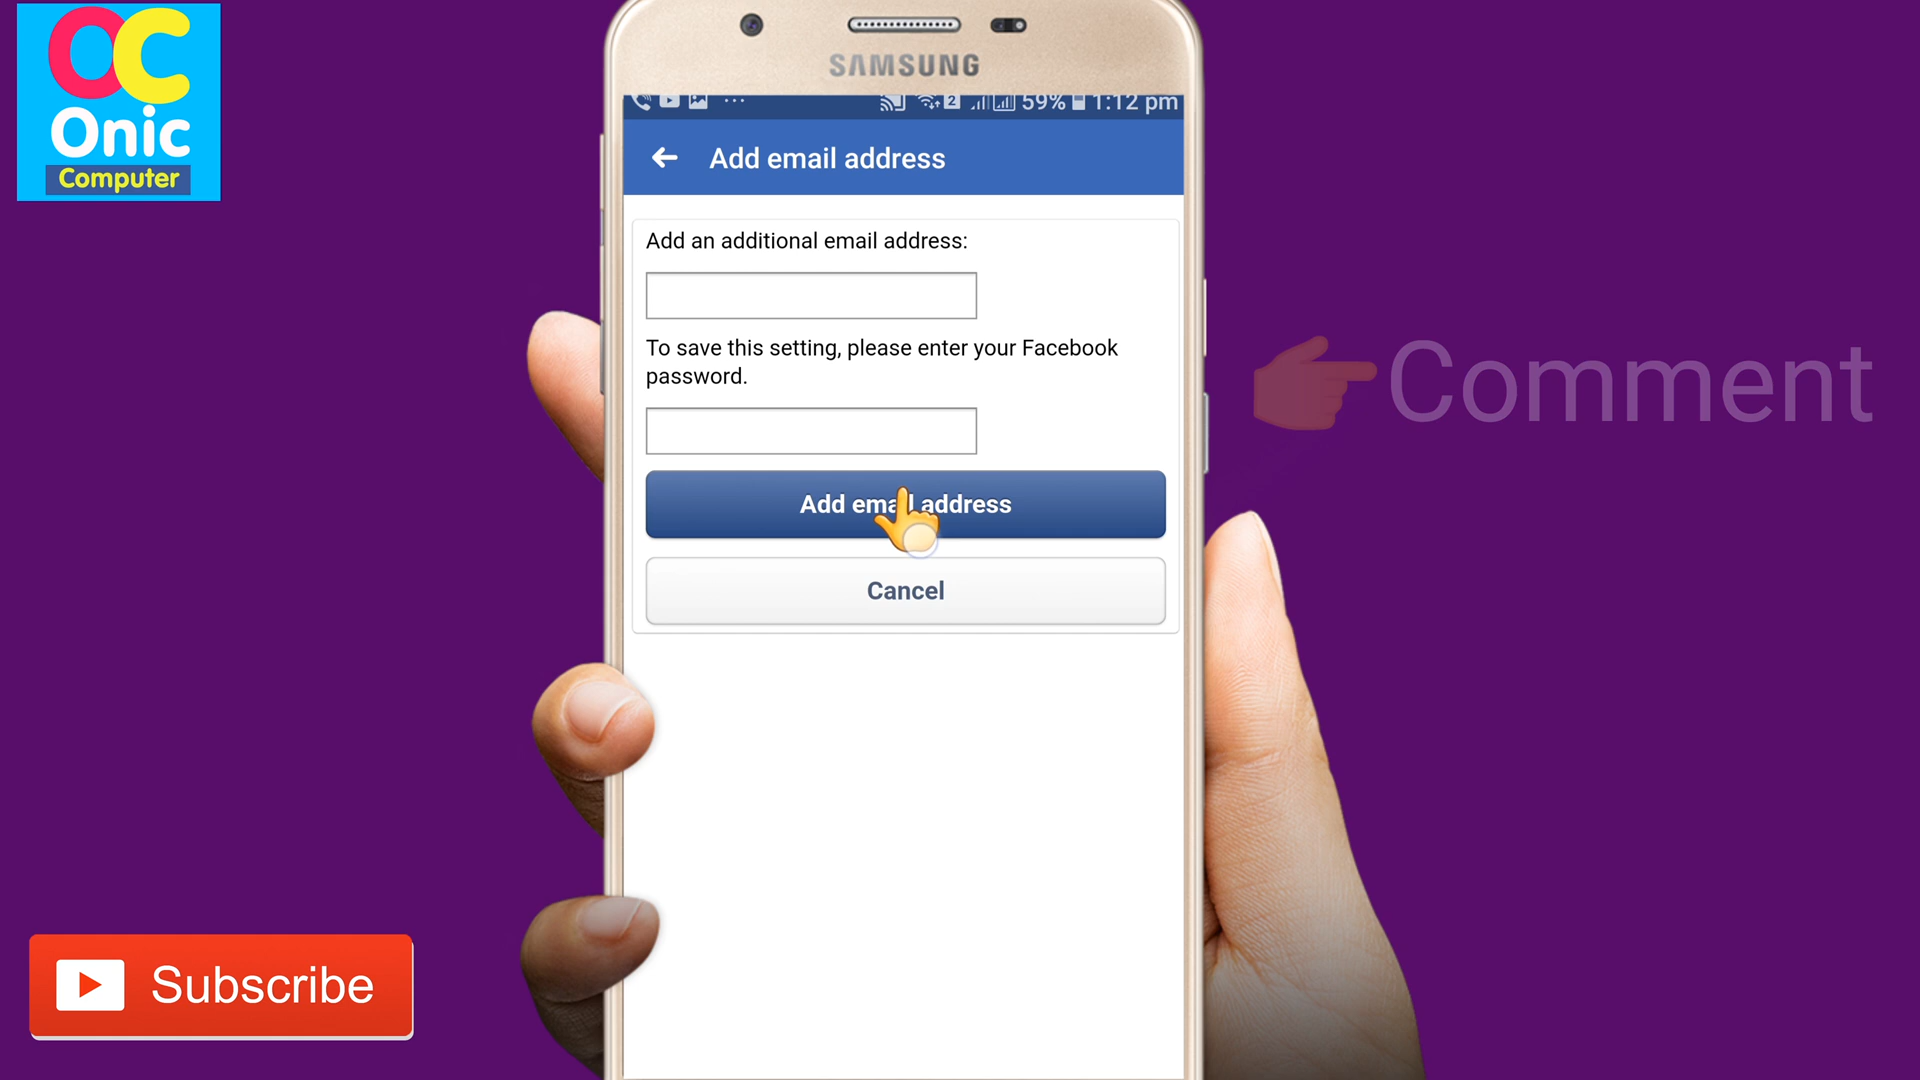 OC
Onic
Computer
SAMSUNG
2 59% 1:12 pm
Add email address
Add an additional email address:
To save this setting, please enter your Facebook
password.
Add email address
Cancel
Comment
Subscribe